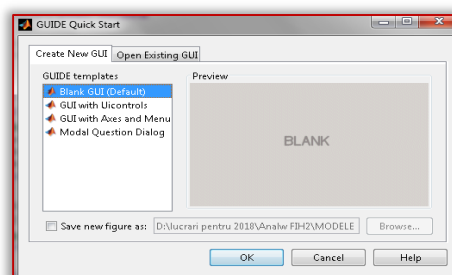 GUIDE Quick Start
Create New GUI
Open Existing GUI
GUIDE templates
Preview
Blank GUI (Default)
GUI with Uicontrols
GUI with Axes and Menu
Modal Question Dialog
BLANK
Save new figure as:
D:\lucrari pentru 2018\Analw FIH2\MODELE
Browse...
OK
Cancel
Help